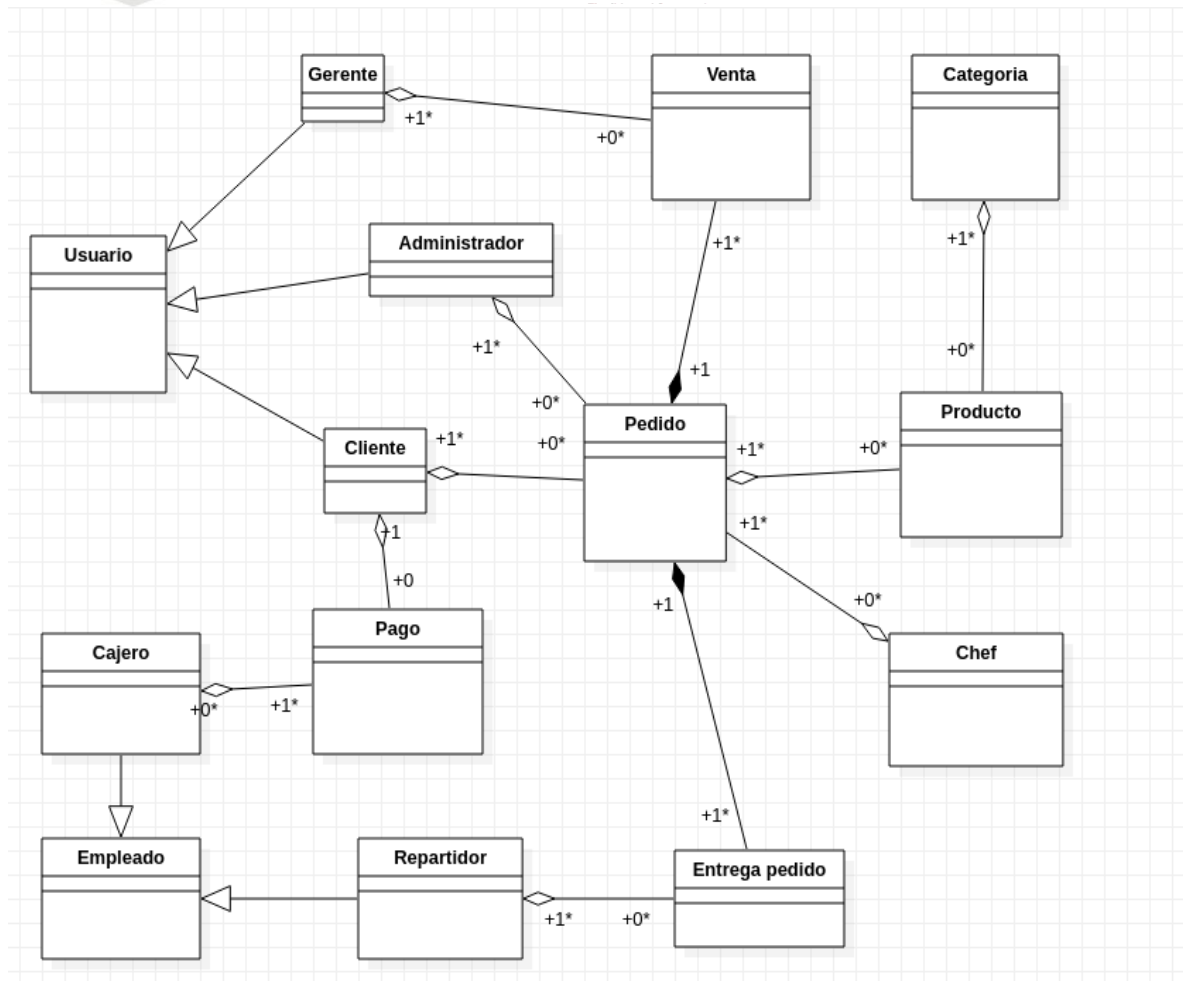 Gerente
Venta
Categoria
+1*
+0*
Usuario
Administrador
+1*
+1*
+1*
+0*
+1
+0*
Pedido
Producto
Cliente
+1*
+0*
+1*
+0*
+1
+1*
+0
+1
+0*
Pago
Cajero
Chef
+0*
+1*
+1*
Empleado
Repartidor
Entrega pedido
+1*
+0*